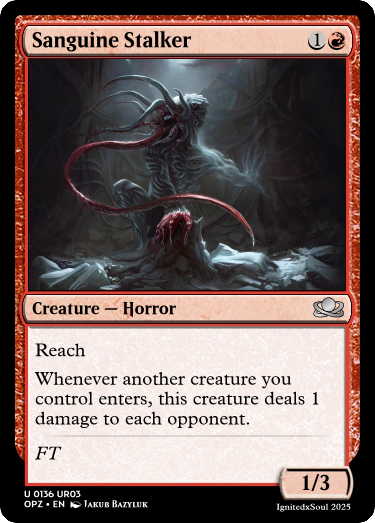 Sanguine Stalker 1
Creature — Horror
Reach
Whenever another creature you
control enters, this creature deals 1
damage to each opponent.
FT
1/3
U 0136 UR03
OPZ • EN Jakub Bazyluk
IgnitedxSoul 2025